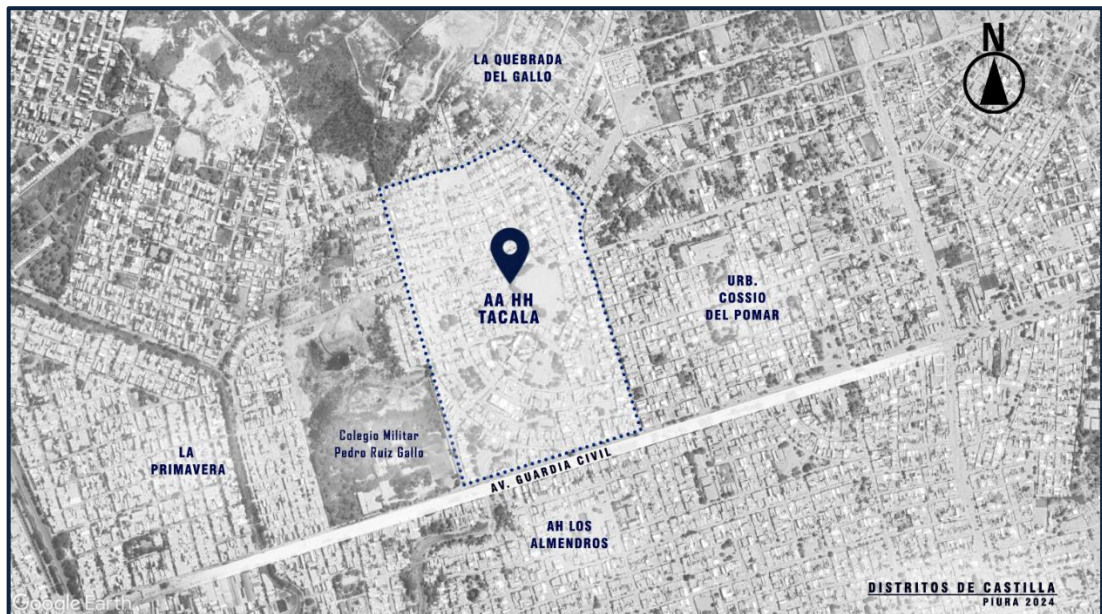 N
LA QUEBRADA
DEL GALLO
AA HH
TACALA
URB.
COSSIO
DEL POMAR
Colegio Militar
Pedro Ruiz Gallo
LA
PRIMAVERA
AV. GUARDIA CIVIL
AH LOS
ALMENDROS
DISTRITOS DE CASTILLA
PIURA 2024
Google Earth